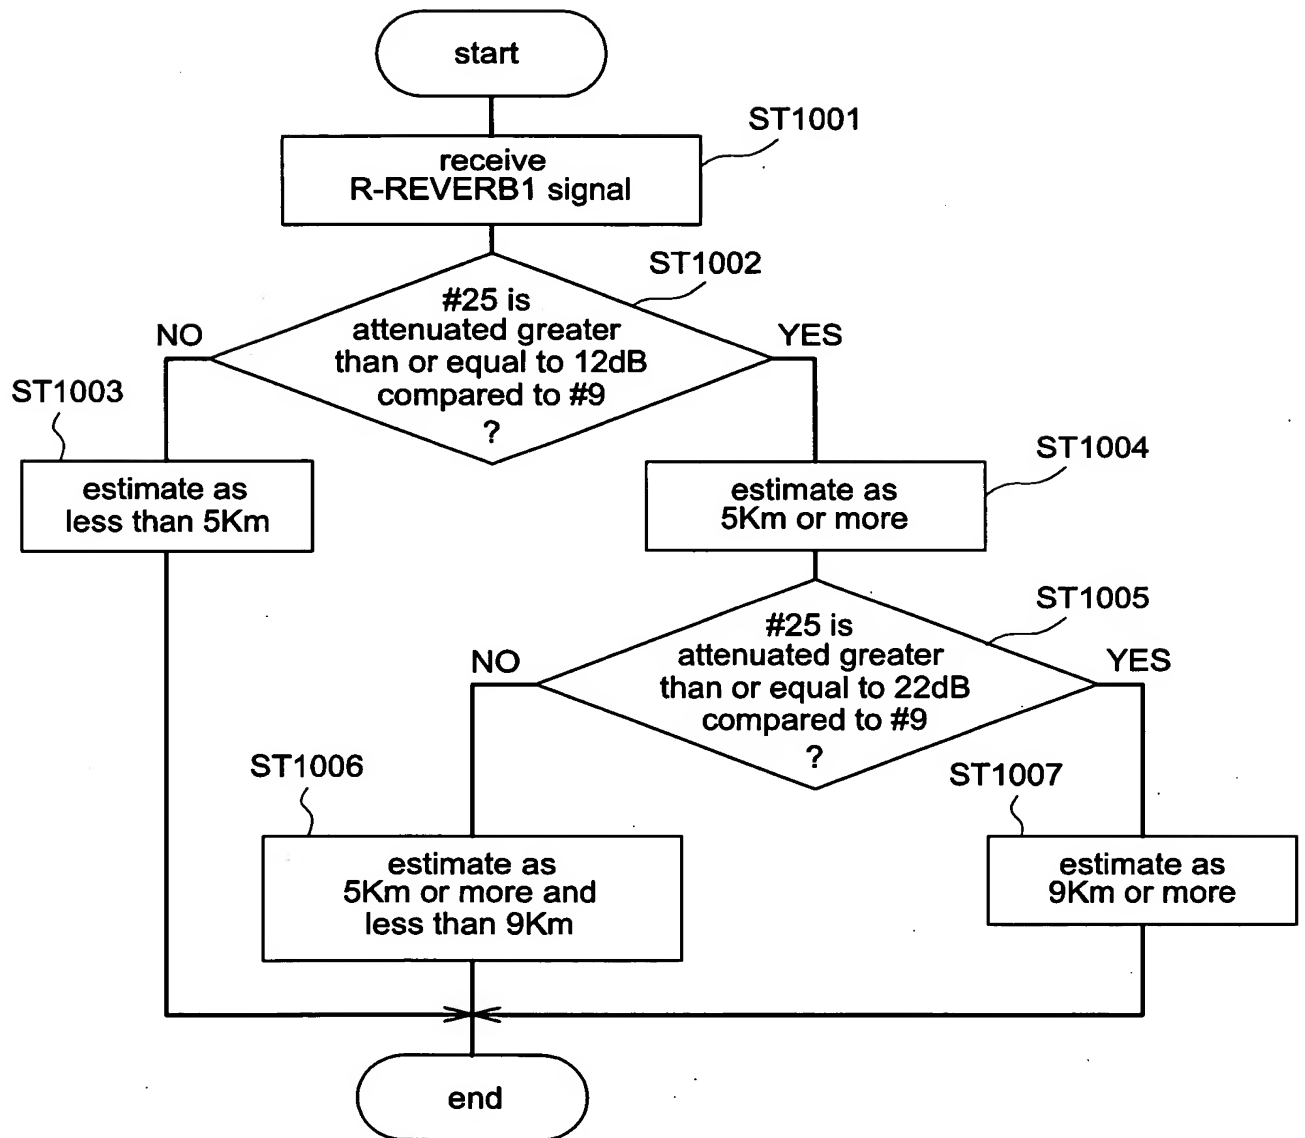 start
ST1001
receive
R-REVERB1 signal
ST1002
#25 is
attenuated greater
than or equal to 12dB
compared to #9
?
NO
YES
ST1003
estimate as
less than 5Km
ST1004
estimate as
5Km or more
ST1005
#25 is
attenuated greater
than or equal to 22dB
compared to #9
?
NO
YES
ST1006
estimate as
5Km or more and
less than 9Km
ST1007
estimate as
9Km or more
end